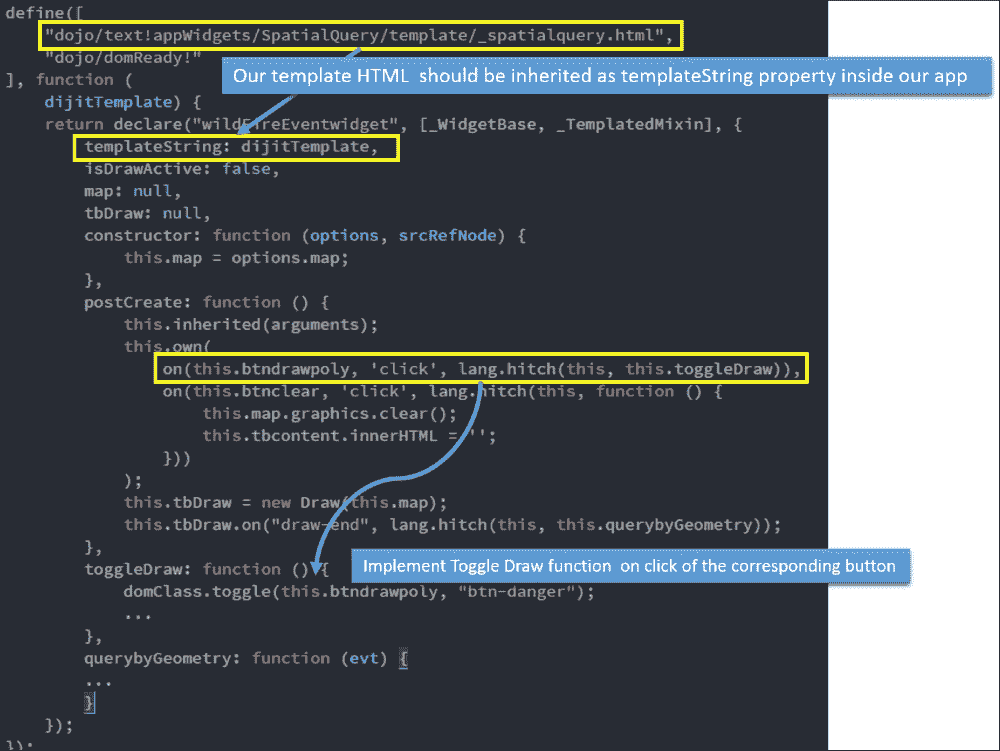 define([
"dojo/text!appWidgets/SpatialQuery/template/_spatialquery.html",
"dojo/domReady!"
Our template HTML should be inherited as templateString property inside our app
], function (
dijitTemplate) {
return declare("wildFireEventwidget", [_WidgetBase, _TemplatedMixin], {
templateString: dijitTemplate,
isDrawActive: false,
map: null,
tbDraw: null,
constructor: function (options, srcRefNode) {
this.map = options.map;
},
postCreate: function () {
this.inherited(arguments);
this.own(
on(this.btndrawpoly, 'click', lang.hitch(this, this.toggleDraw)),
on(this.btnclear, 'click', lang.hitch(this, function () {
this.map.graphics.clear();
this.tbcontent.innerHTML = '';
}))
);
this.tbDraw = new Draw(this.map);
this.tbDraw.on("draw-end", lang.hitch(this, this.querybyGeometry));
},
toggleDraw: function () {
Implement Toggle Draw function on click of the corresponding button
domClass.toggle(this.btndrawpoly, "btn-danger");
...
},
querybyGeometry: function (evt) {
...
}
});
});